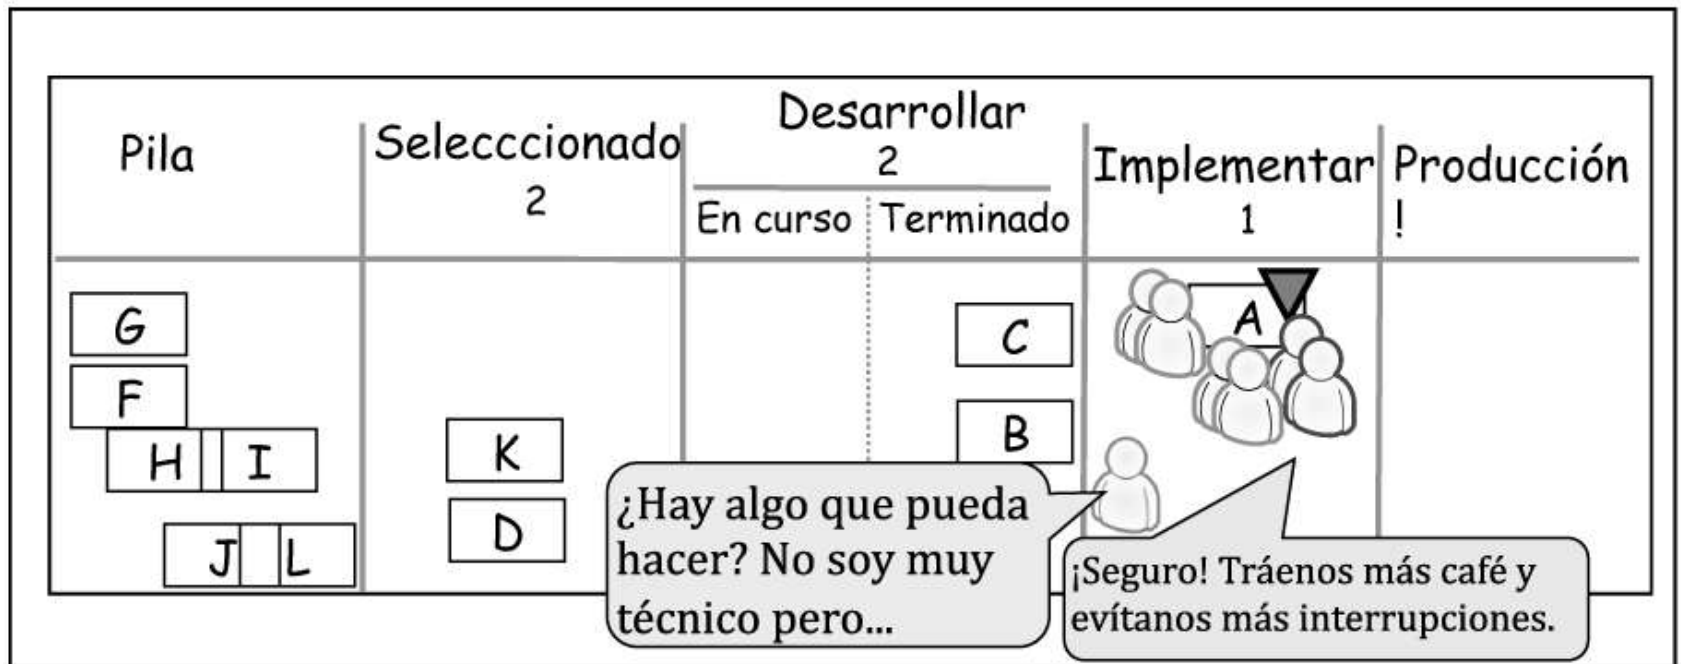 Pila
Selecccionado
2
Desarrollar
2
En curso
Terminado
Implementar
1
Producción
!
G
F
H
I
J
L
K
D
C
B
A
¿Hay algo que pueda
hacer? No soy muy
técnico pero...
¡Seguro! Tráenos más café y
evítanos más interrupciones.